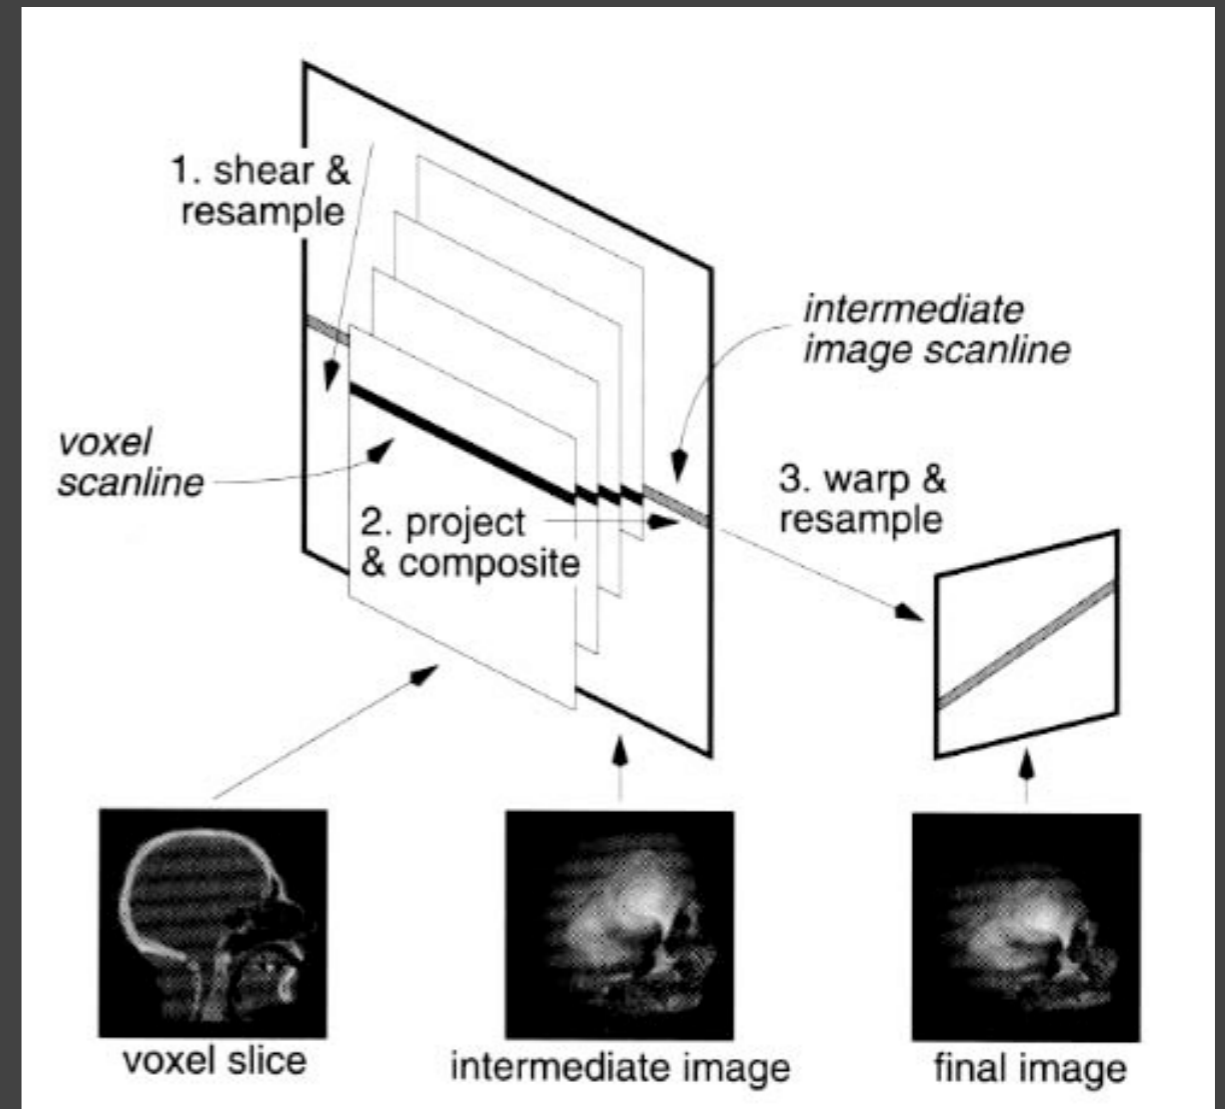 1. shear &
resample
intermediate
image scanline
voxel
scanline
3. warp &
resample
2. project
& composite
voxel slice
intermediate image
final image